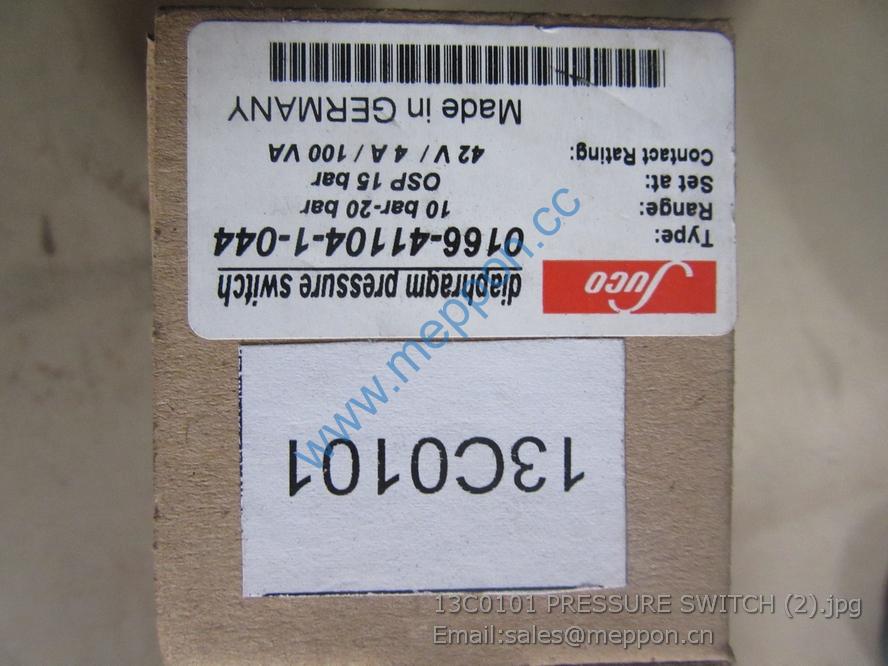 SUCO
diaphragm pressure switch
Type: 0166-41104-1-044
Range: 10 bar-20 bar
Set at: OSP 15 bar
Contact Rating: 42 V / 4 A / 100 VA
Made in GERMANY
13C0101
www.meppon.cc
13C0101 PRESSURE SWITCH (2).jpg
Email:sales@meppon.cn